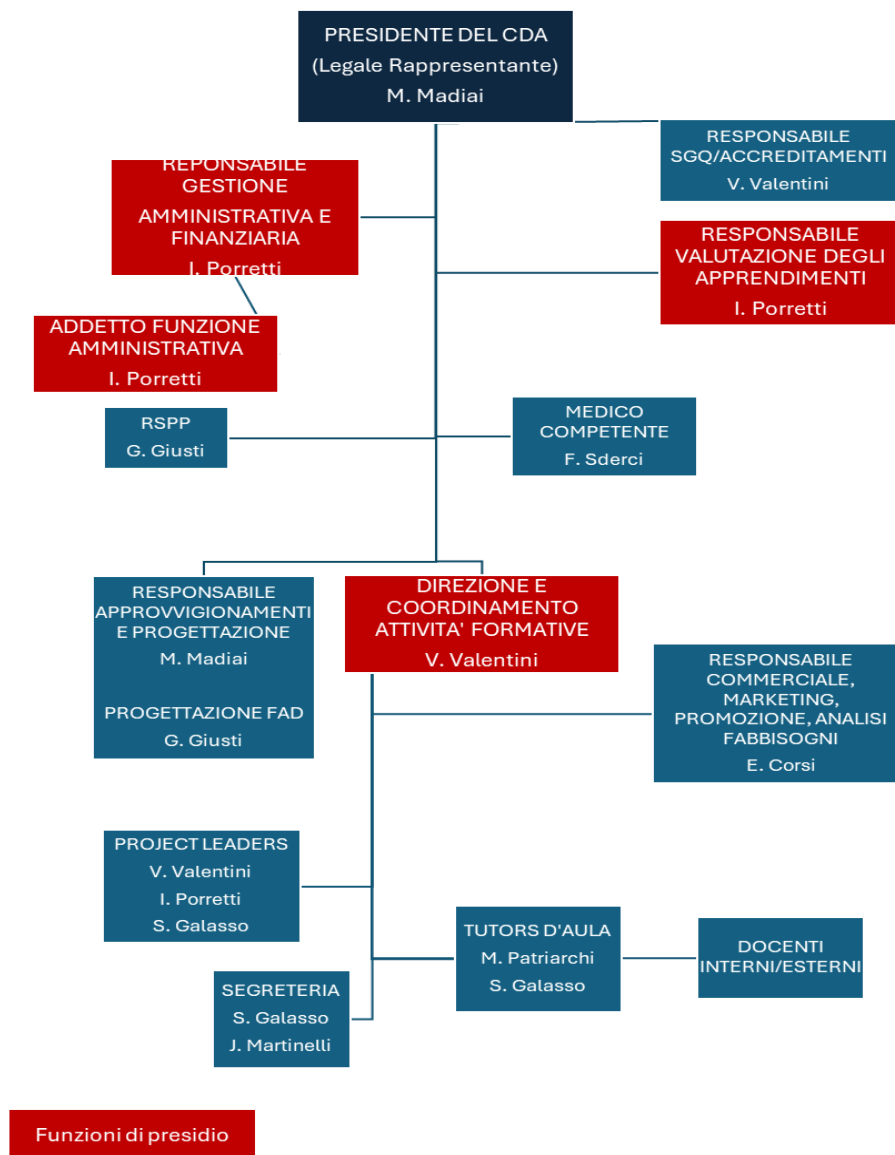 PRESIDENTE DEL CDA
(Legale Rappresentante)
M. Madiai
RESPONSABILE
SGQ/ACCREDITAMENTI
V. Valentini
REPONSABILE
GESTIONE
AMMINISTRATIVA E
FINANZIARIA
I. Porretti
RESPONSABILE
VALUTAZIONE DEGLI
APPRENDIMENTI
I. Porretti
ADDETTO FUNZIONE
AMMINISTRATIVA
I. Porretti
RSPP
G. Giusti
MEDICO
COMPETENTE
F. Sderci
RESPONSABILE
APPROVVIGIONAMENTI
E PROGETTAZIONE
M. Madiai
PROGETTAZIONE FAD
G. Giusti
DIREZIONE E
COORDINAMENTO
ATTIVITA' FORMATIVE
V. Valentini
RESPONSABILE
COMMERCIALE,
MARKETING,
PROMOZIONE, ANALISI
FABBISOGNI
E. Corsi
PROJECT LEADERS
V. Valentini
I. Porretti
S. Galasso
TUTORS D'AULA
M. Patriarchi
S. Galasso
DOCENTI
INTERNI/ESTERNI
SEGRETERIA
S. Galasso
J. Martinelli
Funzioni di presidio